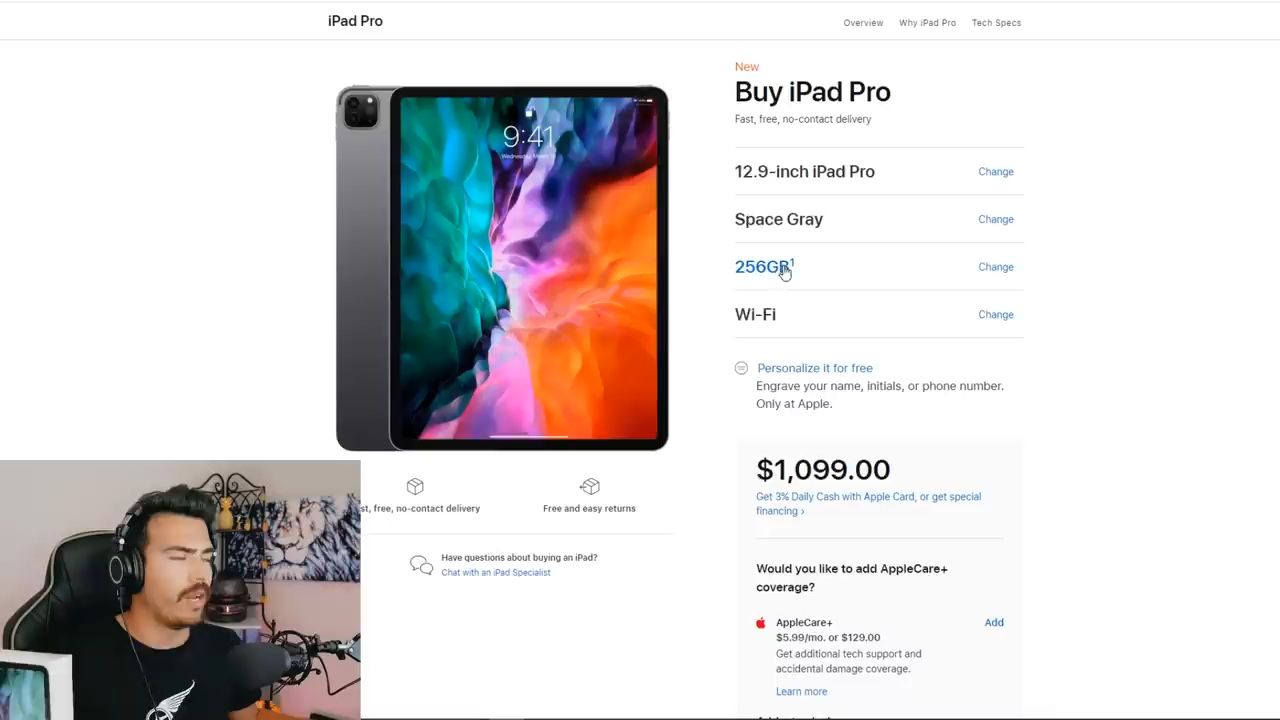 iPad Pro
Overview
Why iPad Pro
Tech Specs
9:41
New
Buy iPad Pro
Fast, free, no-contact delivery
12.9-inch iPad Pro
Change
Space Gray
Change
256GB¹
Change
Wi-Fi
Change
Personalize it for free
Engrave your name, initials, or phone number.
Only at Apple.
$1,099.00
Get 3% Daily Cash with Apple Card, or get special
financing ›
st, free, no-contact delivery
Free and easy returns
Have questions about buying an iPad?
Chat with an iPad Specialist
Would you like to add AppleCare+
coverage?
AppleCare+
Add
$5.99/mo. or $129.00
Get additional tech support and
accidental damage coverage.
Learn more